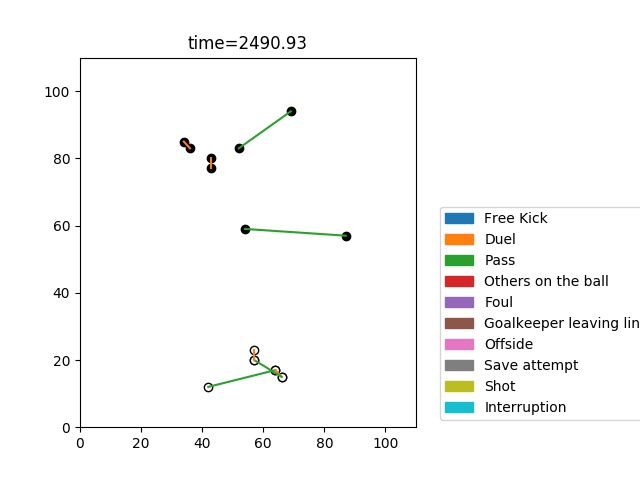 time=2490.93
100
80
60
40
20
0
0 20 40 60 80 100
Free Kick
Duel
Pass
Others on the ball
Foul
Goalkeeper leaving lin
Offside
Save attempt
Shot
Interruption